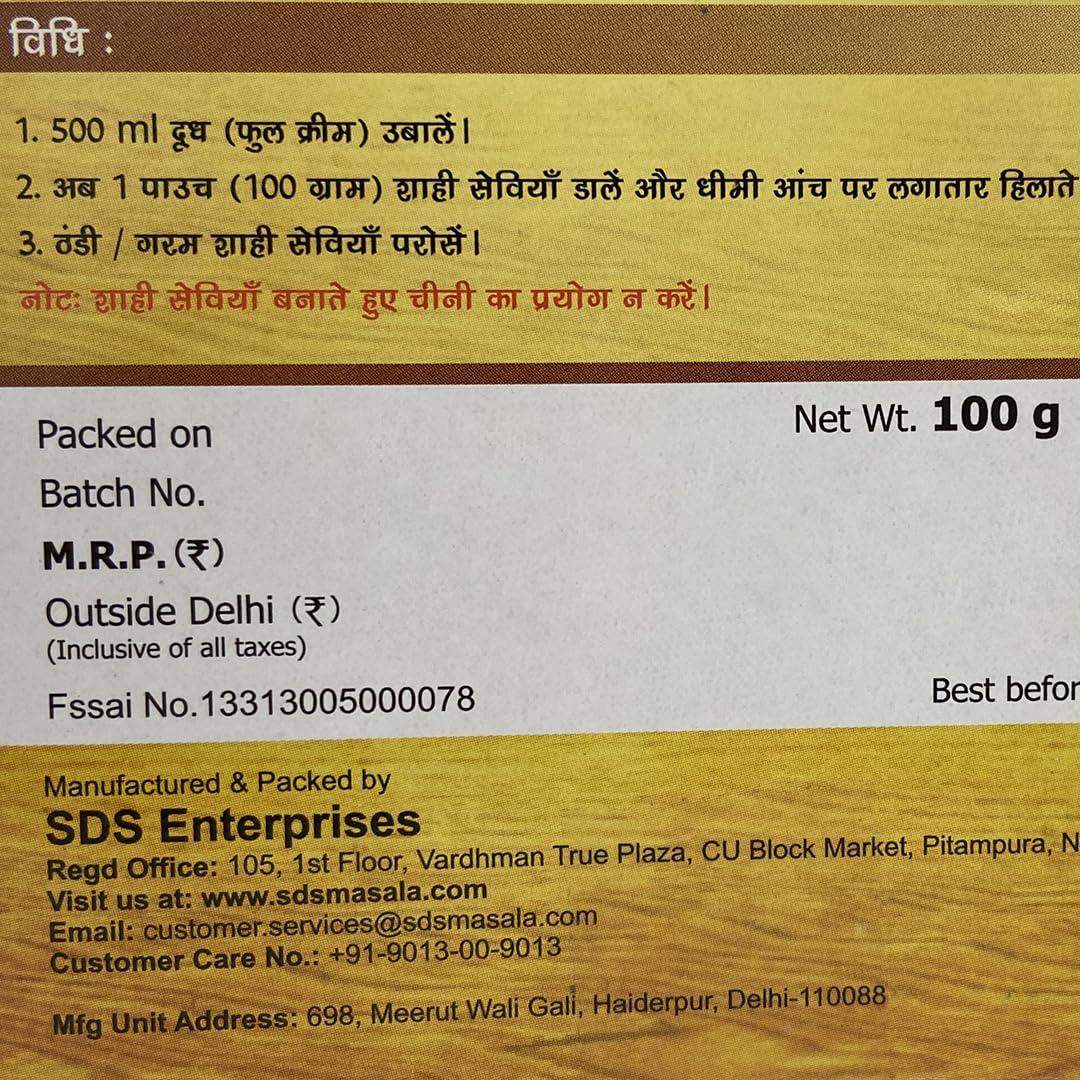 विधि :
1. 500 ml दूध (फुल क्रीम) उबालें।
2. अब 1 पाउच (100 ग्राम) शाही सेवियाँ डालें और धीमी आंच पर लगातार हिलाते
3. ठंडी / गरम शाही सेवियाँ परोसें।
नोटः शाही सेवियाँ बनाते हुए चीनी का प्रयोग न करें।
Net Wt. 100 g
Packed on
Batch No.
M.R.P. (₹)
Outside Delhi (₹)
(Inclusive of all taxes)
Fssai No.13313005000078
Best befor
Manufactured & Packed by
SDS Enterprises
Regd Office: 105, 1st Floor, Vardhman True Plaza, CU Block Market, Pitampura, N
Visit us at: www.sdsmasala.com
Email: customer.services@sdsmasala.com
Customer Care No.: +91-9013-00-9013
Mfg Unit Address: 698, Meerut Wali Gali, Haiderpur, Delhi-110088